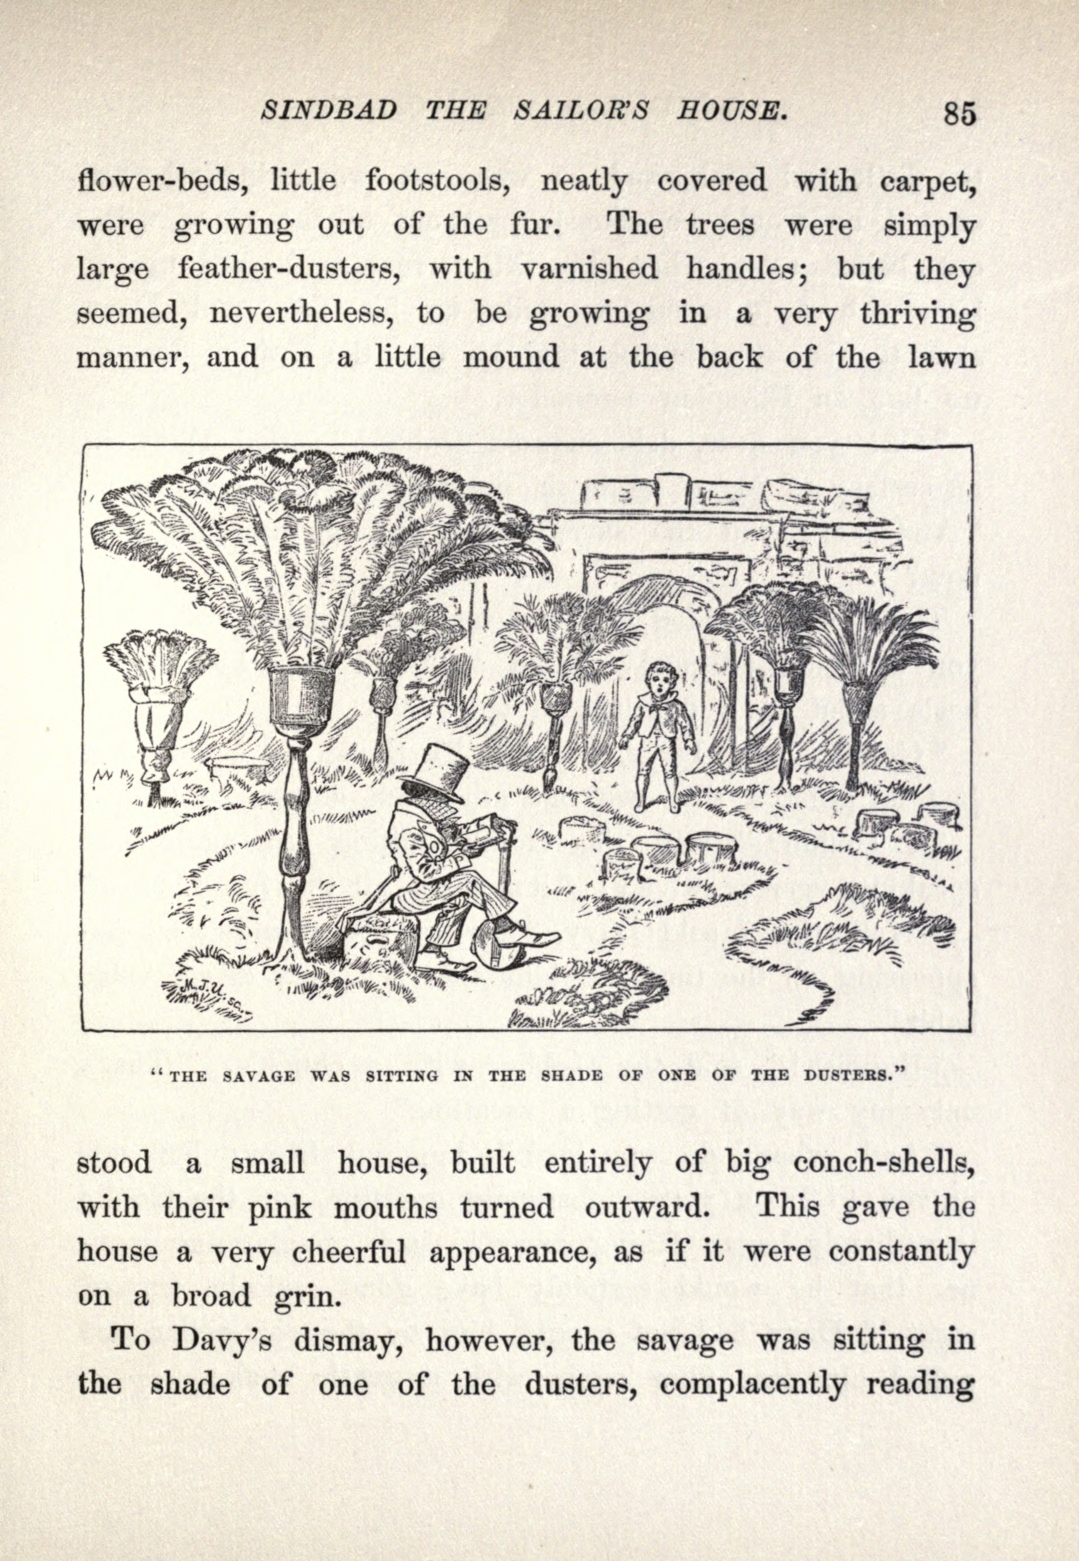 SINDBAD THE SAILOR'S HOUSE. 85
flower-beds, little footstools, neatly covered with carpet,
were growing out of the fur. The trees were simply
large feather-dusters, with varnished handles; but they
seemed, nevertheless, to be growing in a very thriving
manner, and on a little mound at the back of the lawn
M.J.U. sc.
“THE SAVAGE WAS SITTING IN THE SHADE OF ONE OF THE DUSTERS.”
stood a small house, built entirely of big conch-shells,
with their pink mouths turned outward. This gave the
house a very cheerful appearance, as if it were constantly
on a broad grin.
To Davy's dismay, however, the savage was sitting in
the shade of one of the dusters, complacently reading